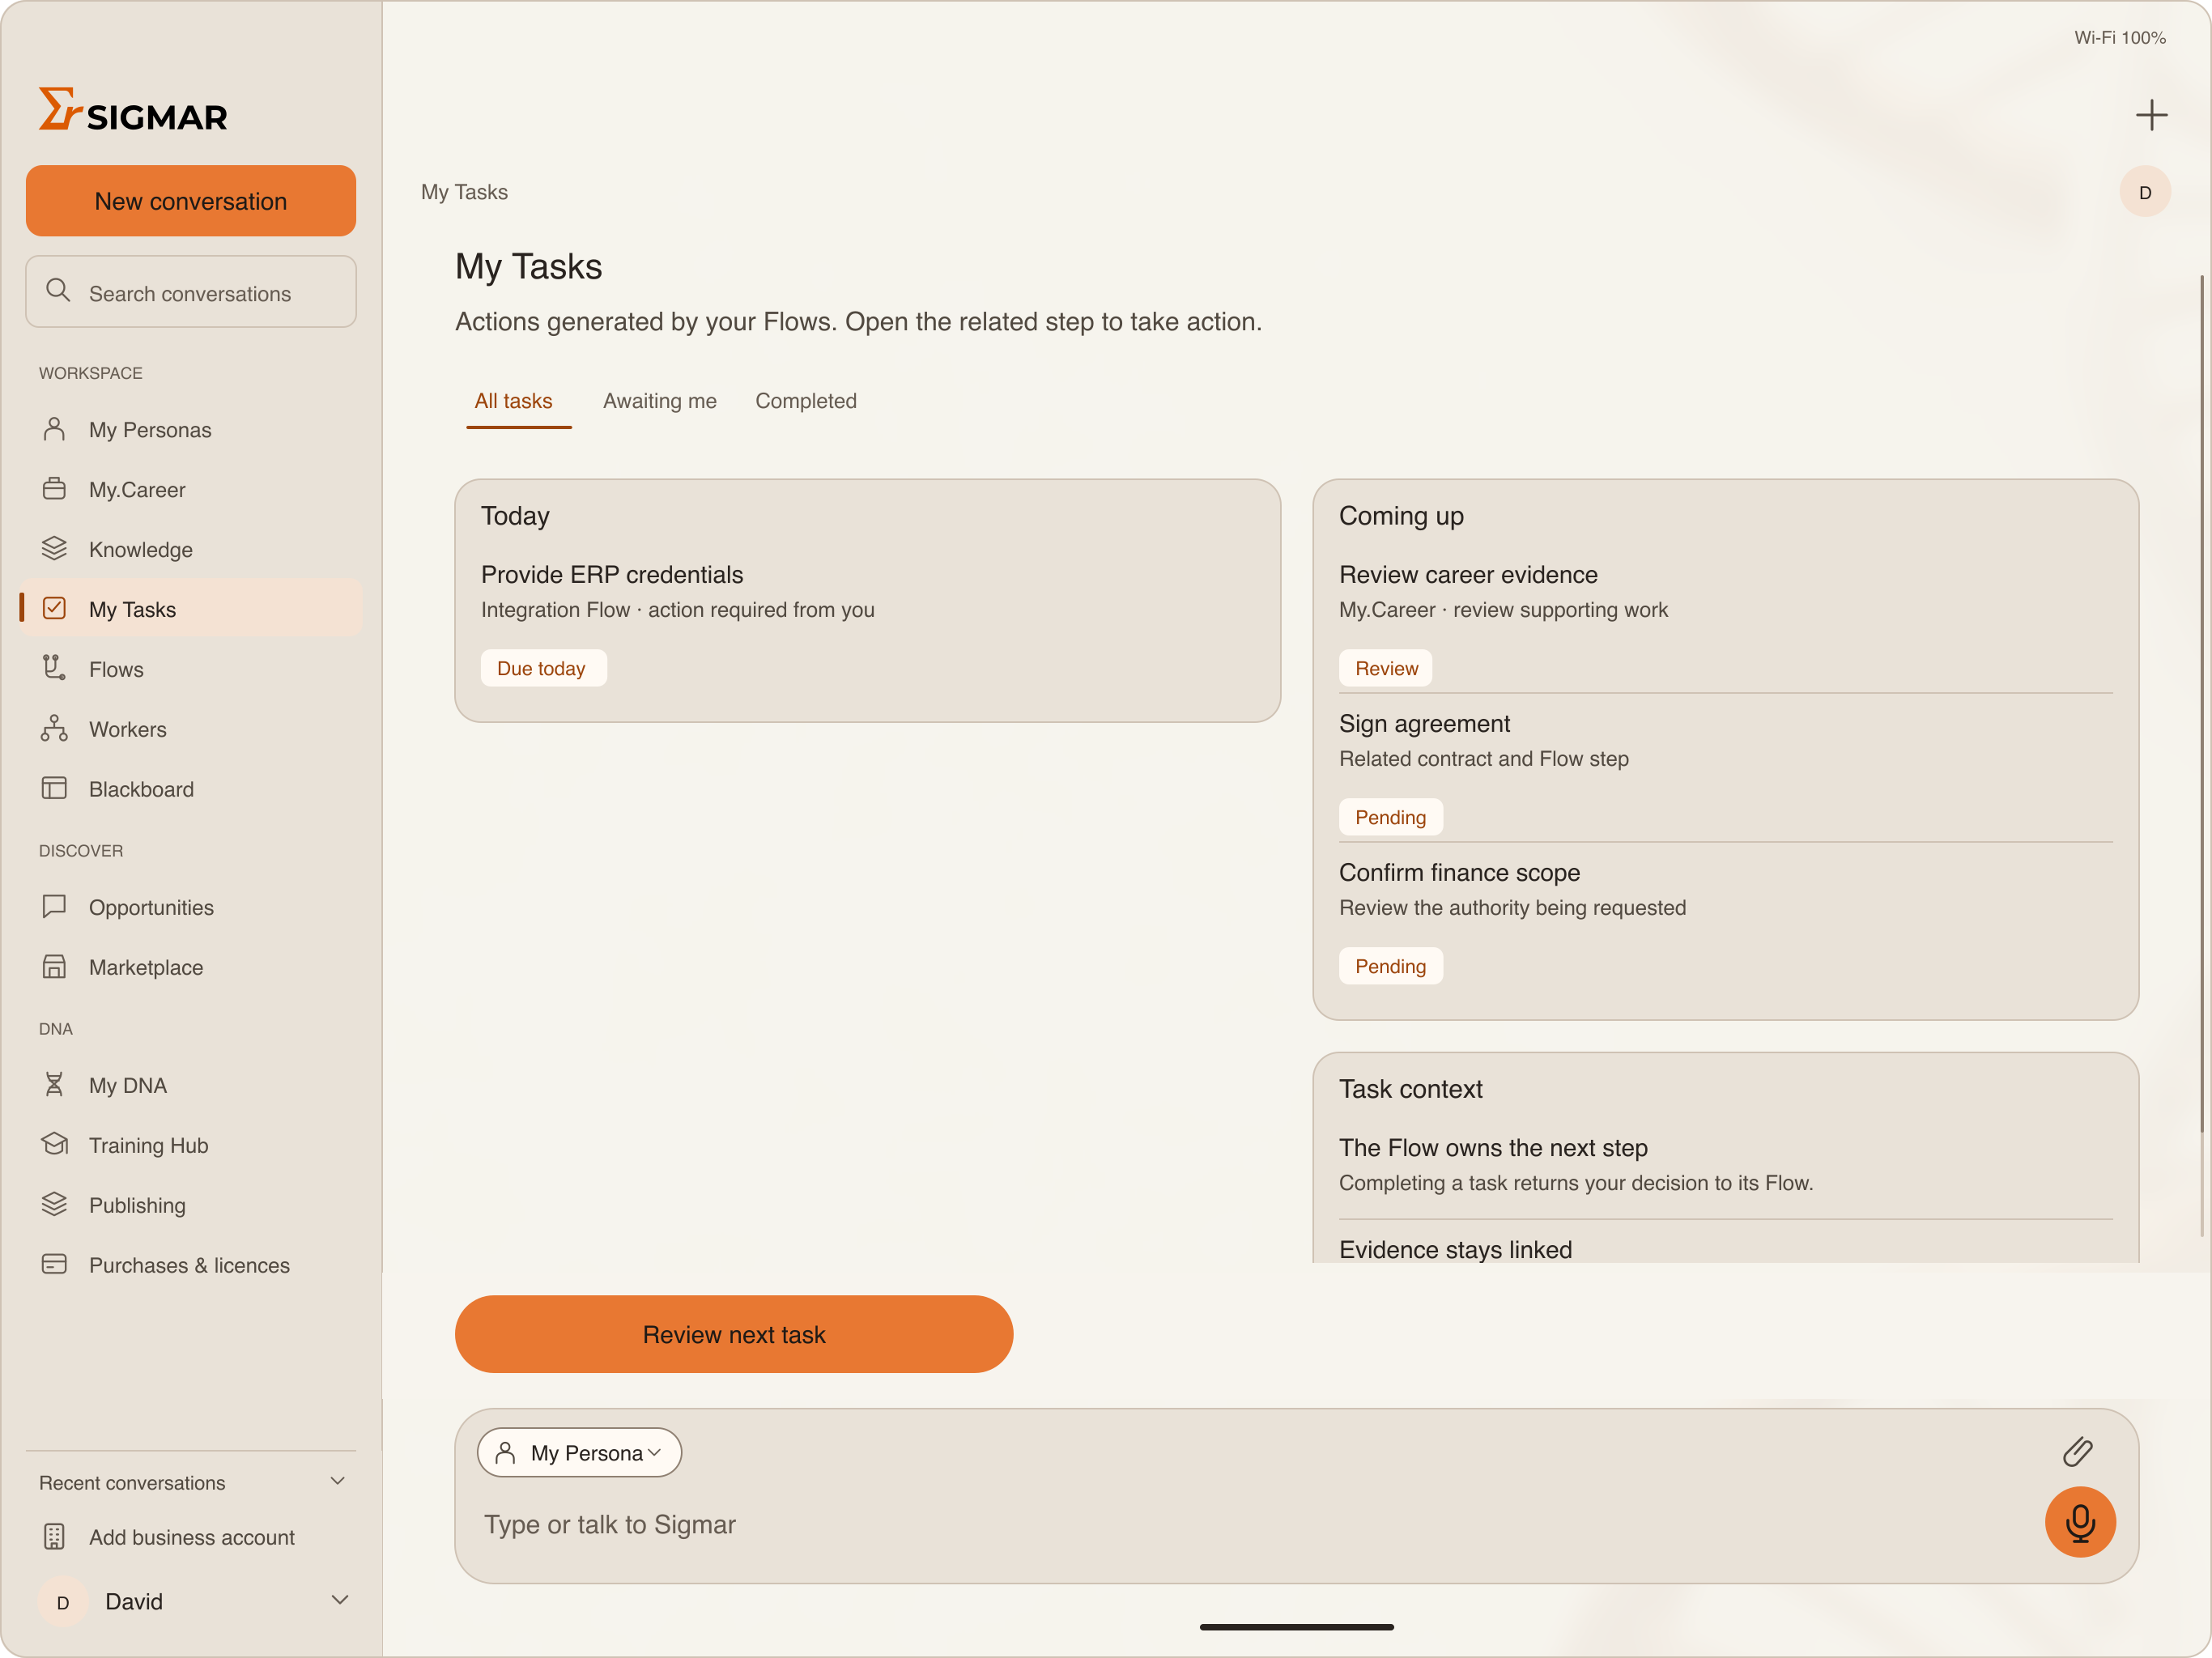 Wi-Fi 100%
Σr SIGMAR
New conversation
Search conversations
WORKSPACE
My Personas
My.Career
Knowledge
My Tasks
Flows
Workers
Blackboard
DISCOVER
Opportunities
Marketplace
DNA
My DNA
Training Hub
Publishing
Purchases & licences
Recent conversations
Add business account
D
David
My Tasks
D
My Tasks
Actions generated by your Flows. Open the related step to take action.
All tasks
Awaiting me
Completed
Today
Provide ERP credentials
Integration Flow · action required from you
Due today
Coming up
Review career evidence
My.Career · review supporting work
Review
Sign agreement
Related contract and Flow step
Pending
Confirm finance scope
Review the authority being requested
Pending
Task context
The Flow owns the next step
Completing a task returns your decision to its Flow.
Evidence stays linked
Review next task
My Persona
Type or talk to Sigmar